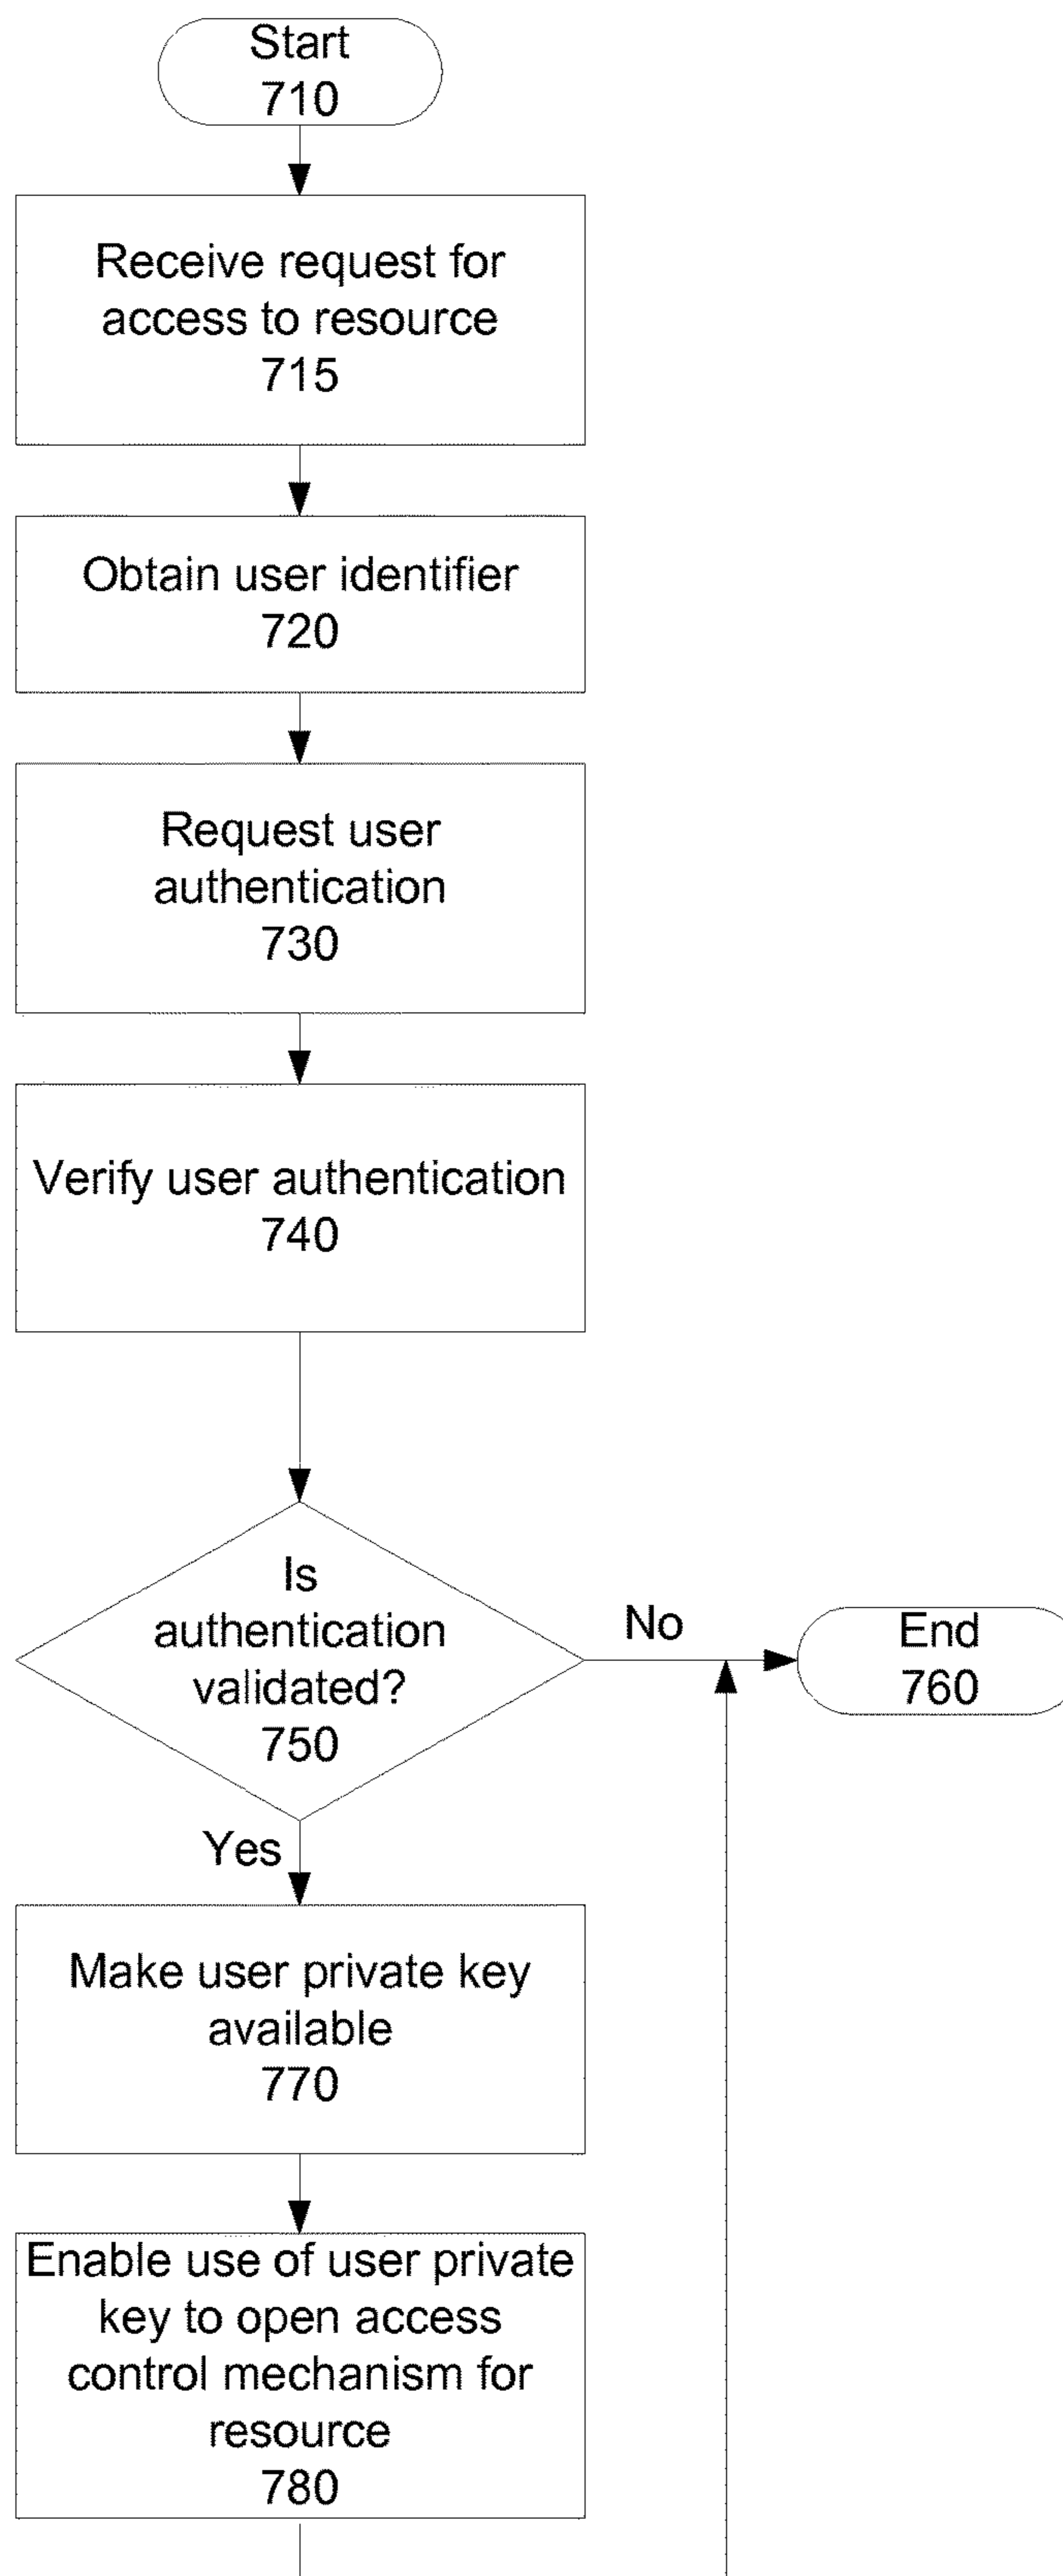 Start
710
Receive request for
access to resource
715
Obtain user identifier
720
Request user
authentication
730
Verify user authentication
740
Is
authentication
validated?
750
No
End
760
Yes
Make user private key
available
770
Enable use of user private
key to open access
control mechanism for
resource
780